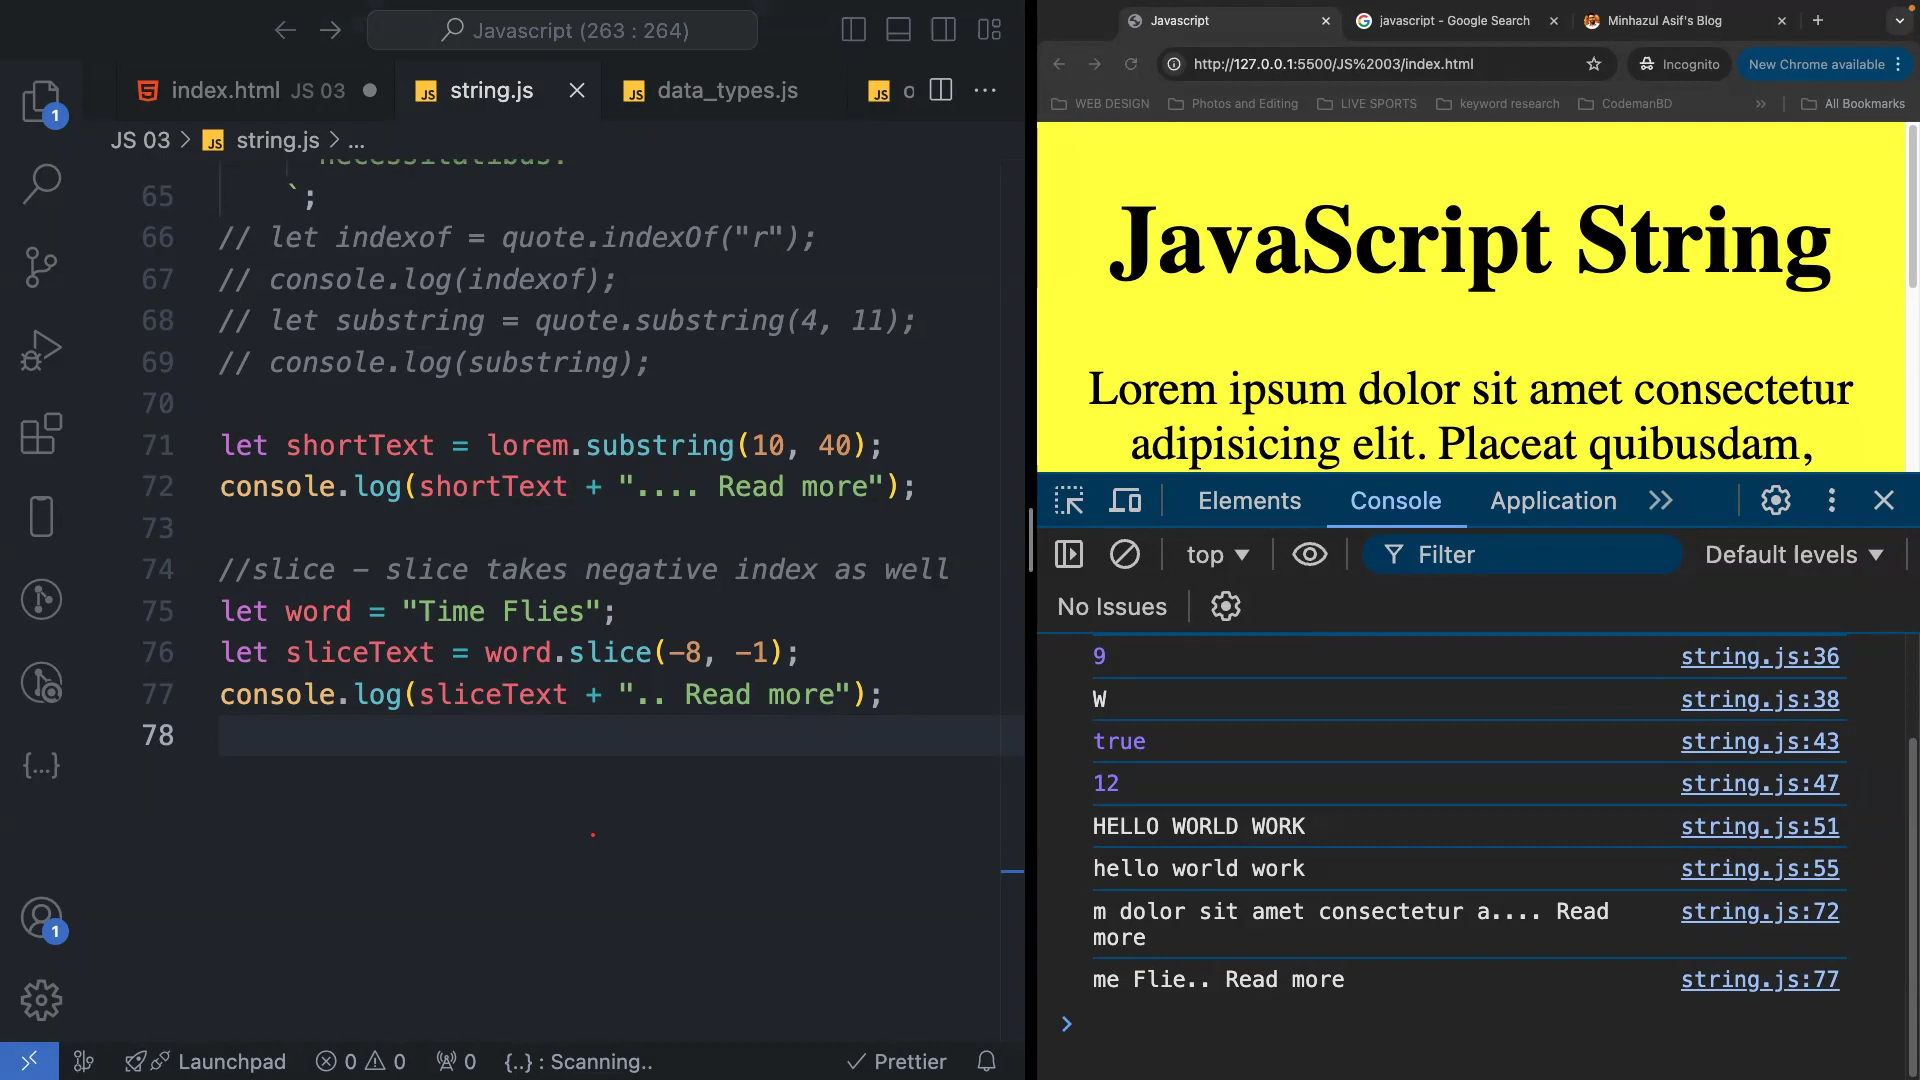 Javascript (263 : 264)
index.html JS 03
string.js
data_types.js
o
JS 03 > string.js > ...
necessitatibus.
65 `;
66 // let indexof = quote.indexOf("r");
67 // console.log(indexof);
68 // let substring = quote.substring(4, 11);
69 // console.log(substring);
70
71 let shortText = lorem.substring(10, 40);
72 console.log(shortText + ".... Read more");
73
74 //slice - slice takes negative index as well
75 let word = "Time Flies";
76 let sliceText = word.slice(-8, -1);
77 console.log(sliceText + ".. Read more");
78
1
1
Launchpad 0 0 0 {..} : Scanning.. Prettier
Javascript
javascript - Google Search
Minhazul Asif's Blog
http://127.0.0.1:5500/JS%2003/index.html
Incognito
New Chrome available
WEB DESIGN
Photos and Editing
LIVE SPORTS
keyword research
CodemanBD
All Bookmarks
JavaScript String
Lorem ipsum dolor sit amet consectetur
adipisicing elit. Placeat quibusdam,
Elements Console Application
top Filter Default levels
No Issues
9 string.js:36
W string.js:38
true string.js:43
12 string.js:47
HELLO WORLD WORK string.js:51
hello world work string.js:55
m dolor sit amet consectetur a.... Read string.js:72
more
me Flie.. Read more string.js:77